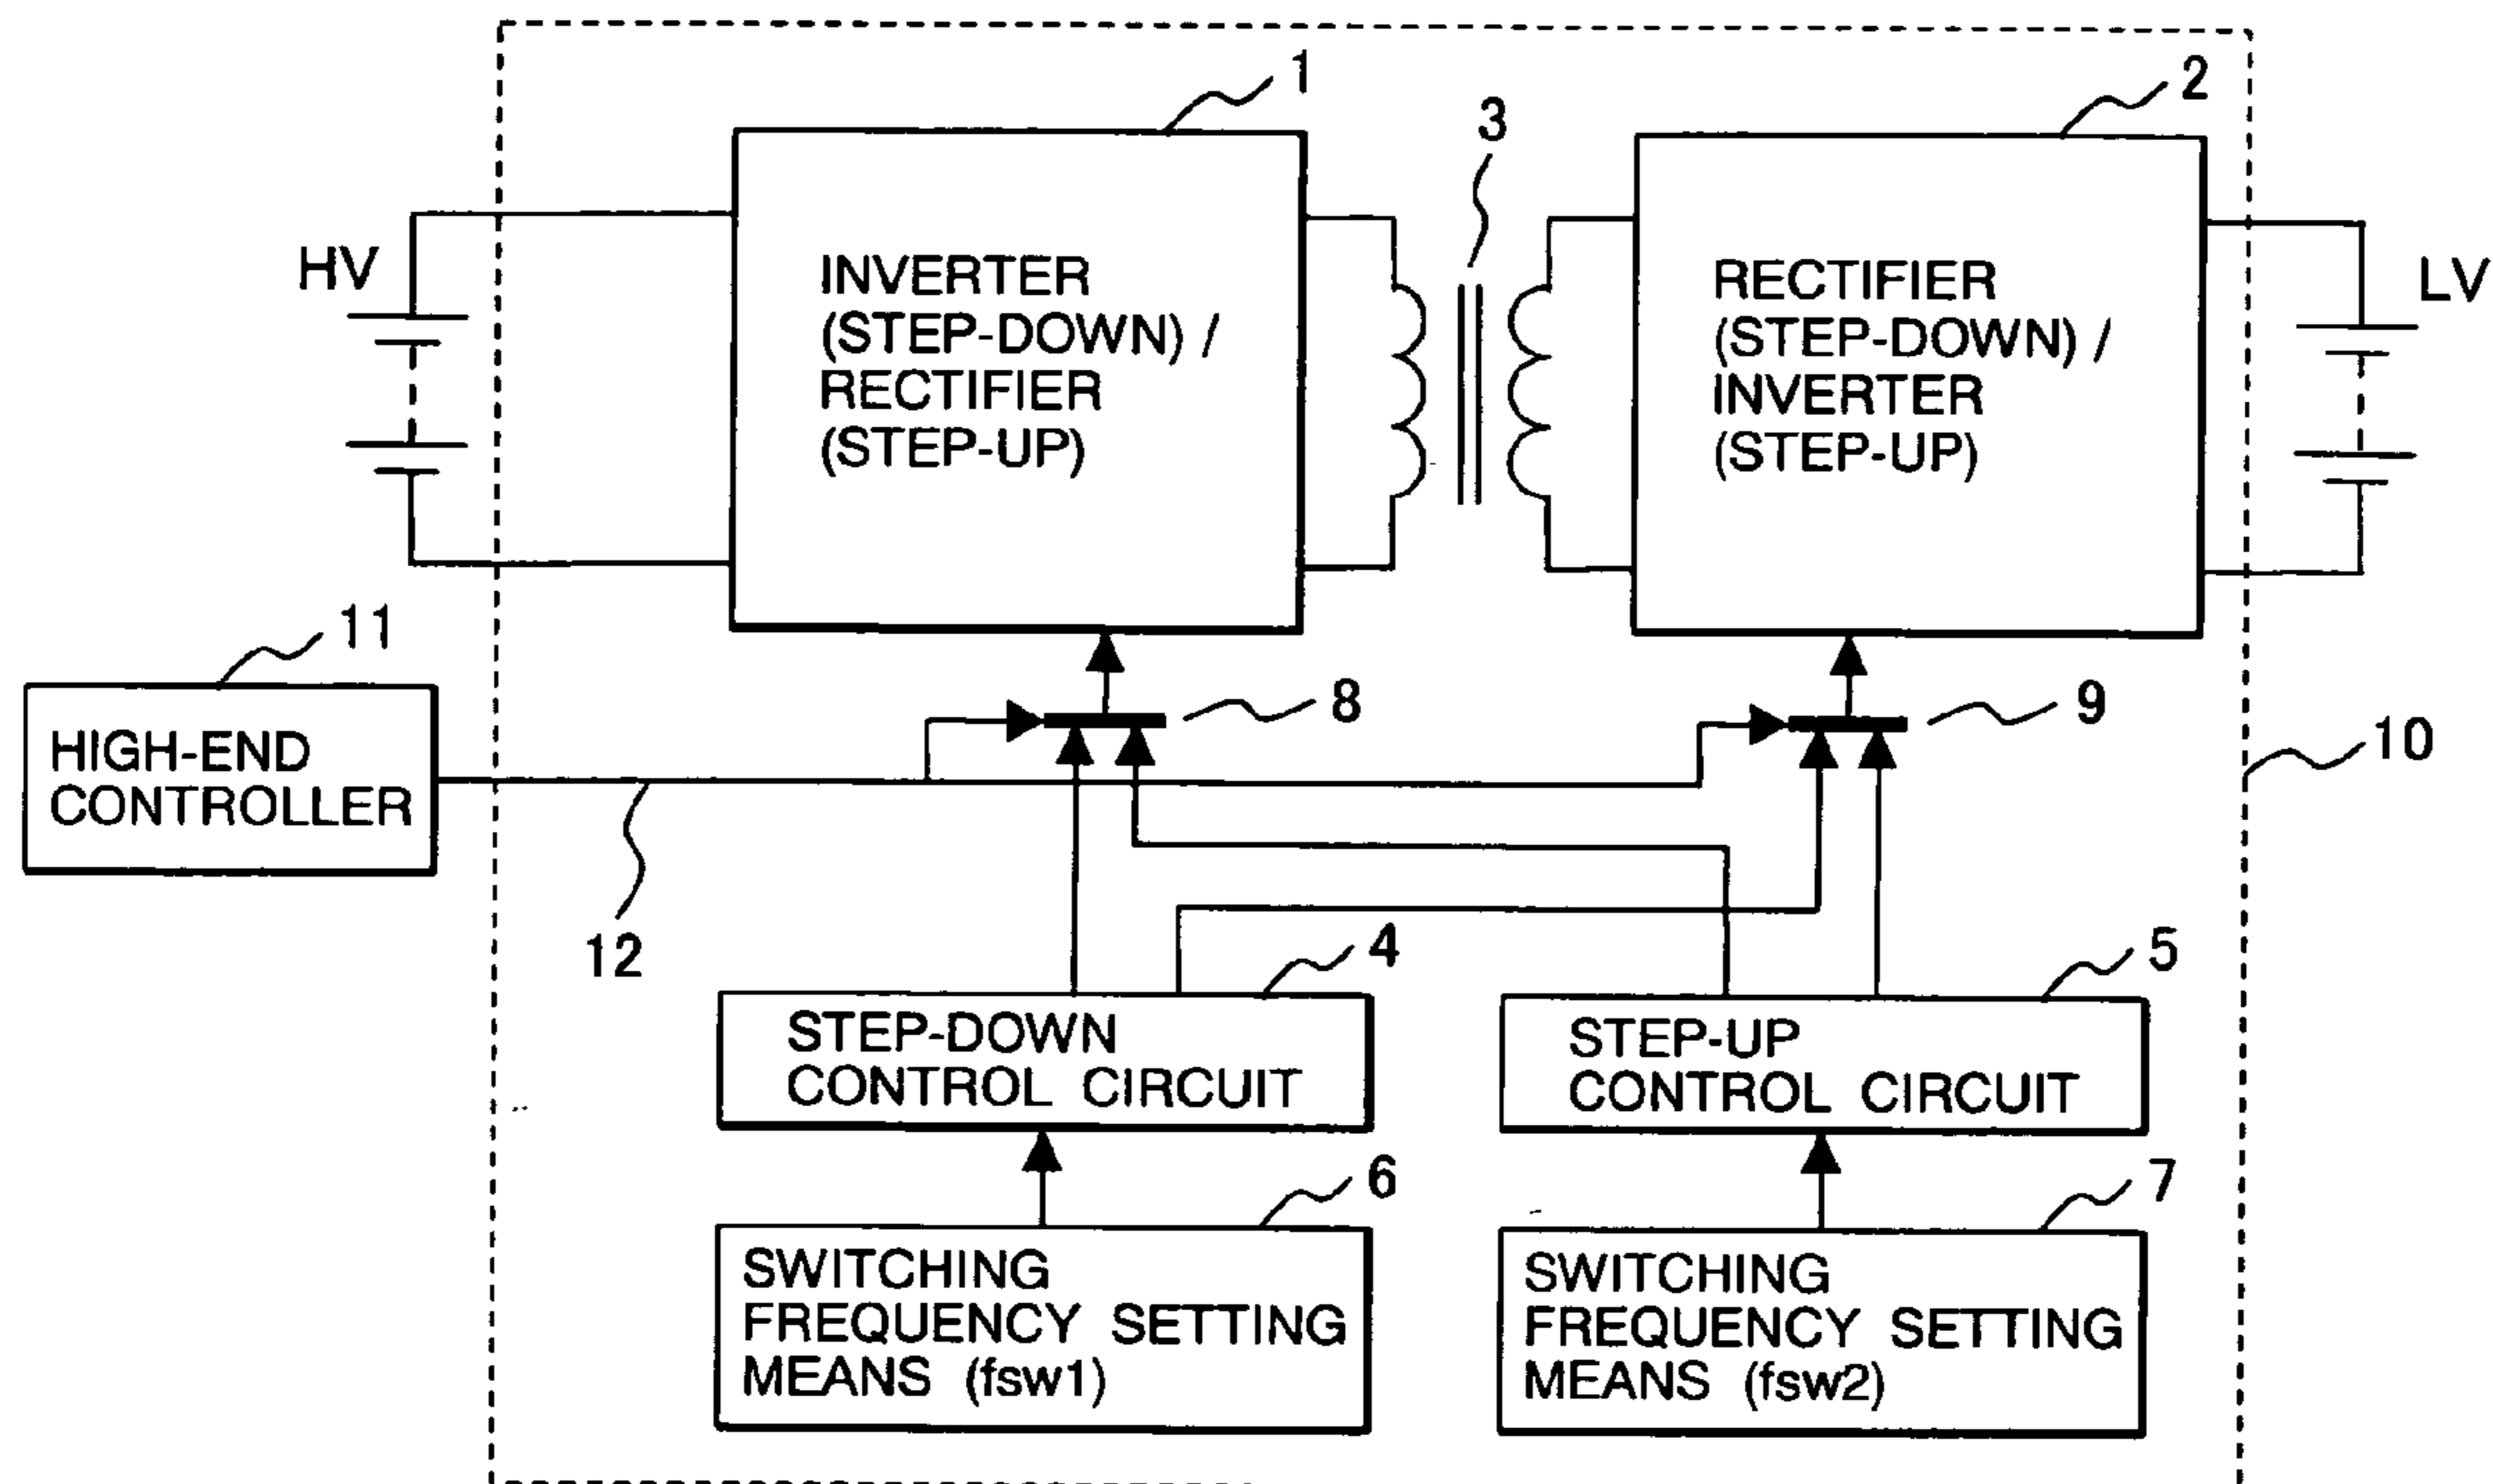 1
2
3
HV
INVERTER
(STEP-DOWN) /
RECTIFIER
(STEP-UP)
RECTIFIER
(STEP-DOWN) /
INVERTER
(STEP-UP)
LV
11
HIGH-END
CONTROLLER
8
9
10
12
4
5
STEP-DOWN
CONTROL CIRCUIT
STEP-UP
CONTROL CIRCUIT
6
7
SWITCHING
FREQUENCY SETTING
MEANS (fsw1)
SWITCHING
FREQUENCY SETTING
MEANS (fsw2)